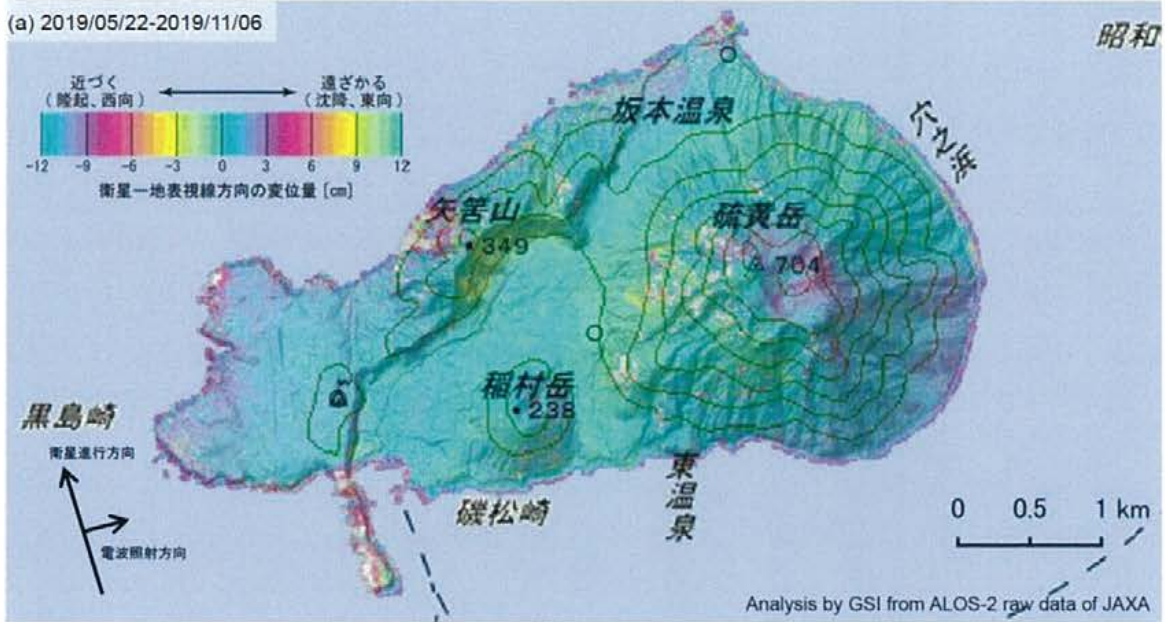 (a) 2019/05/22-2019/11/06
昭和
近づく
(隆起、西向)
遠ざかる
(沈降、東向)
-12 -9 -6 -3 0 3 6 9 12
衛星－地表視線方向の変位量 [cm]
坂本温泉
穴之浜
矢筈山
349
硫黄岳
704
稲村岳
238
黒島崎
衛星進行方向
電波照射方向
磯松崎
東温泉
0 0.5 1 km
Analysis by GSI from ALOS-2 raw data of JAXA